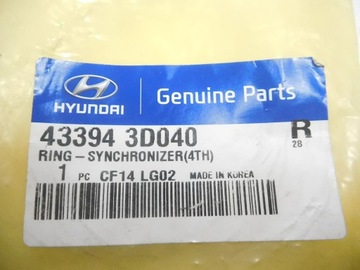 HYUNDAI
Genuine Parts
43394 3D040 R
RING-SYNCHRONIZER(4TH) 28
1 PC CF14 LG02 MADE IN KOREA